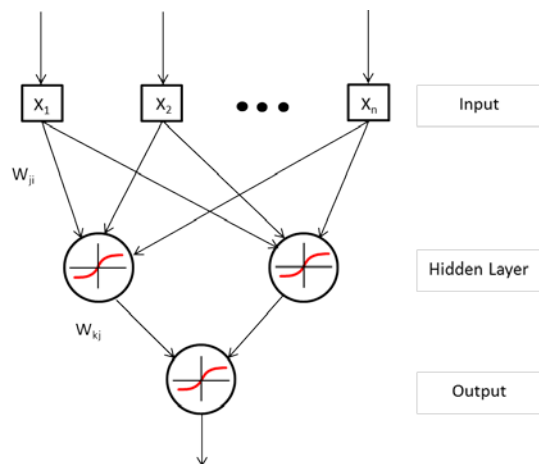 X₁ X₂ ••• Xₙ Input
Wⱼᵢ
Hidden Layer
Wₖⱼ
Output